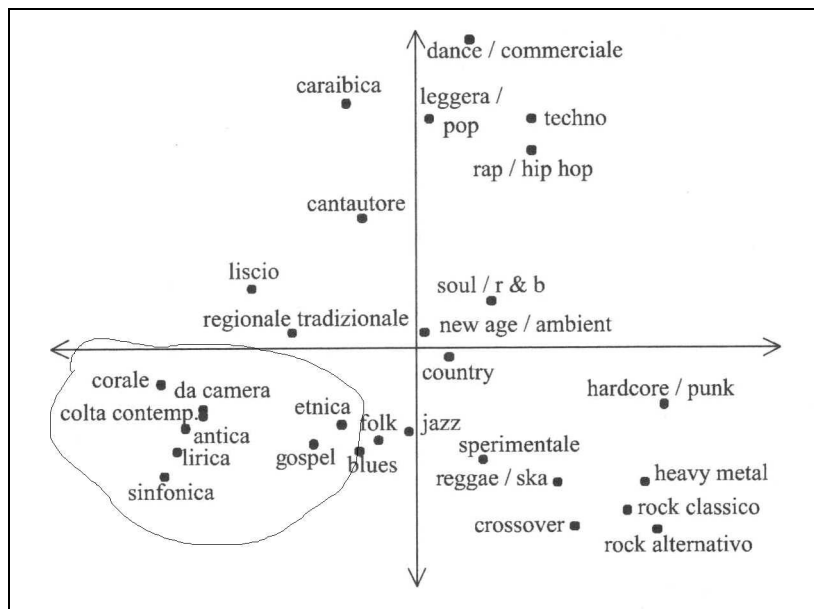 dance / commerciale
caraibica
leggera /
pop
techno
rap / hip hop
cantautore
liscio
soul / r & b
regionale tradizionale
new age / ambient
country
corale
da camera
hardcore / punk
colta contemp.
etnica
antica
folk
jazz
lirica
gospel
blues
sperimentale
sinfonica
reggae / ska
heavy metal
rock classico
crossover
rock alternativo